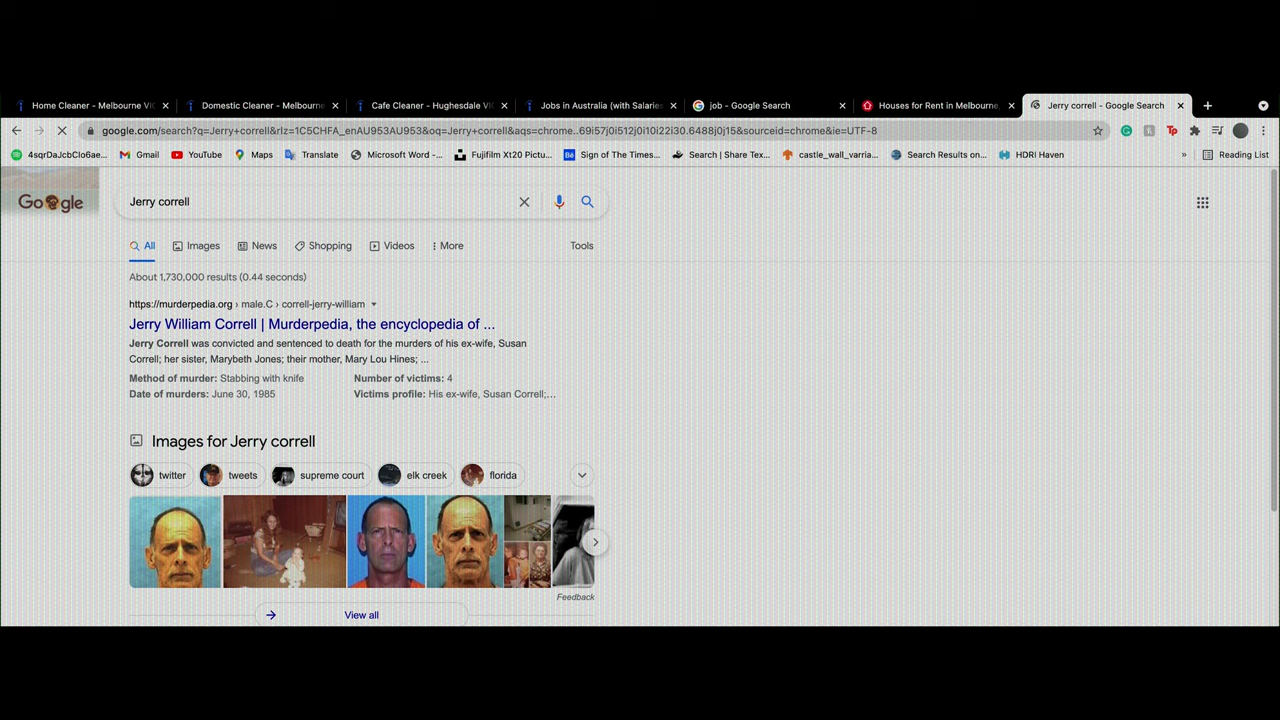 Home Cleaner - Melbourne VI
Domestic Cleaner - Melbourne
Cafe Cleaner - Hughesdale VI
Jobs in Australia (with Salaries
job - Google Search
Houses for Rent in Melbourne,
Jerry correll - Google Search
google.com/search?q=Jerry+correll&rlz=1C5CHFA_enAU953AU953&oq=Jerry+correll&aqs=chrome..69i57j0i512j0i10i22i30.6488j0j15&sourceid=chrome&ie=UTF-8
4sqrDaJcbClo6ae...
Gmail
YouTube
Maps
Translate
Microsoft Word -...
Fujifilm Xt20 Pictu...
Sign of The Times...
Search | Share Tex...
castle_wall_varria...
Search Results on...
HDRI Haven
»
Reading List
Google
Jerry correll
All
Images
News
Shopping
Videos
More
Tools
About 1,730,000 results (0.44 seconds)
https://murderpedia.org › male.C › correll-jerry-william
Jerry William Correll | Murderpedia, the encyclopedia of ...
Jerry Correll was convicted and sentenced to death for the murders of his ex-wife, Susan
Correll; her sister, Marybeth Jones; their mother, Mary Lou Hines; ...
Method of murder: Stabbing with knife
Number of victims: 4
Date of murders: June 30, 1985
Victims profile: His ex-wife, Susan Correll;...
Images for Jerry correll
twitter
tweets
supreme court
elk creek
florida
Feedback
View all